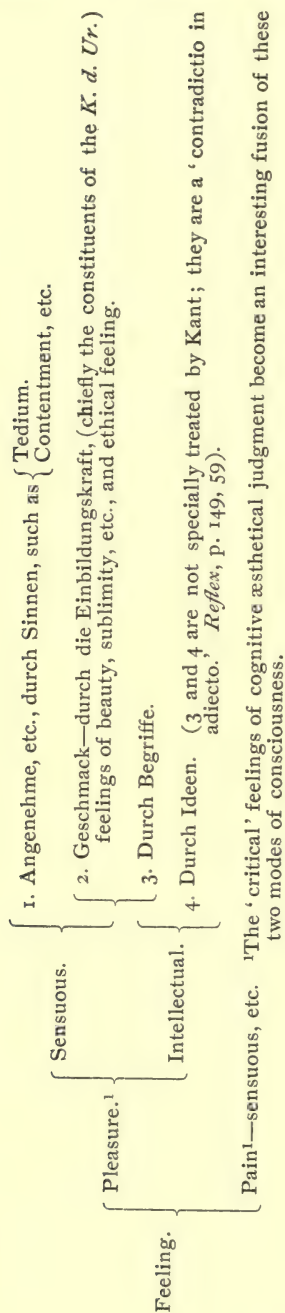 Feeling.
Pleasure.¹
Sensuous.
1. Angenehme, etc., durch Sinnen, such as
Tedium.
Contentment, etc.
2. Geschmack—durch die Einbildungskraft, (chiefly the constituents of the K. d. Ur.)
feelings of beauty, sublimity, etc., and ethical feeling.
Intellectual.
3. Durch Begriffe.
4. Durch Ideen. (3 and 4 are not specially treated by Kant; they are a ‘contradictio in
adiecto.’ Reflex, p. 149, 59).
Pain¹—sensuous, etc. ¹The ‘critical’ feelings of cognitive æsthetical judgment become an interesting fusion of these
two modes of consciousness.